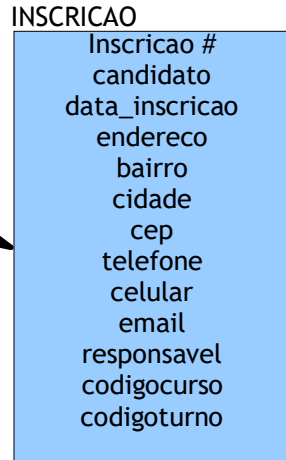 INSCRICAO
Inscricao #
candidato
data_inscricao
endereco
bairro
cidade
cep
telefone
celular
email
responsavel
codigocurso
codigoturno